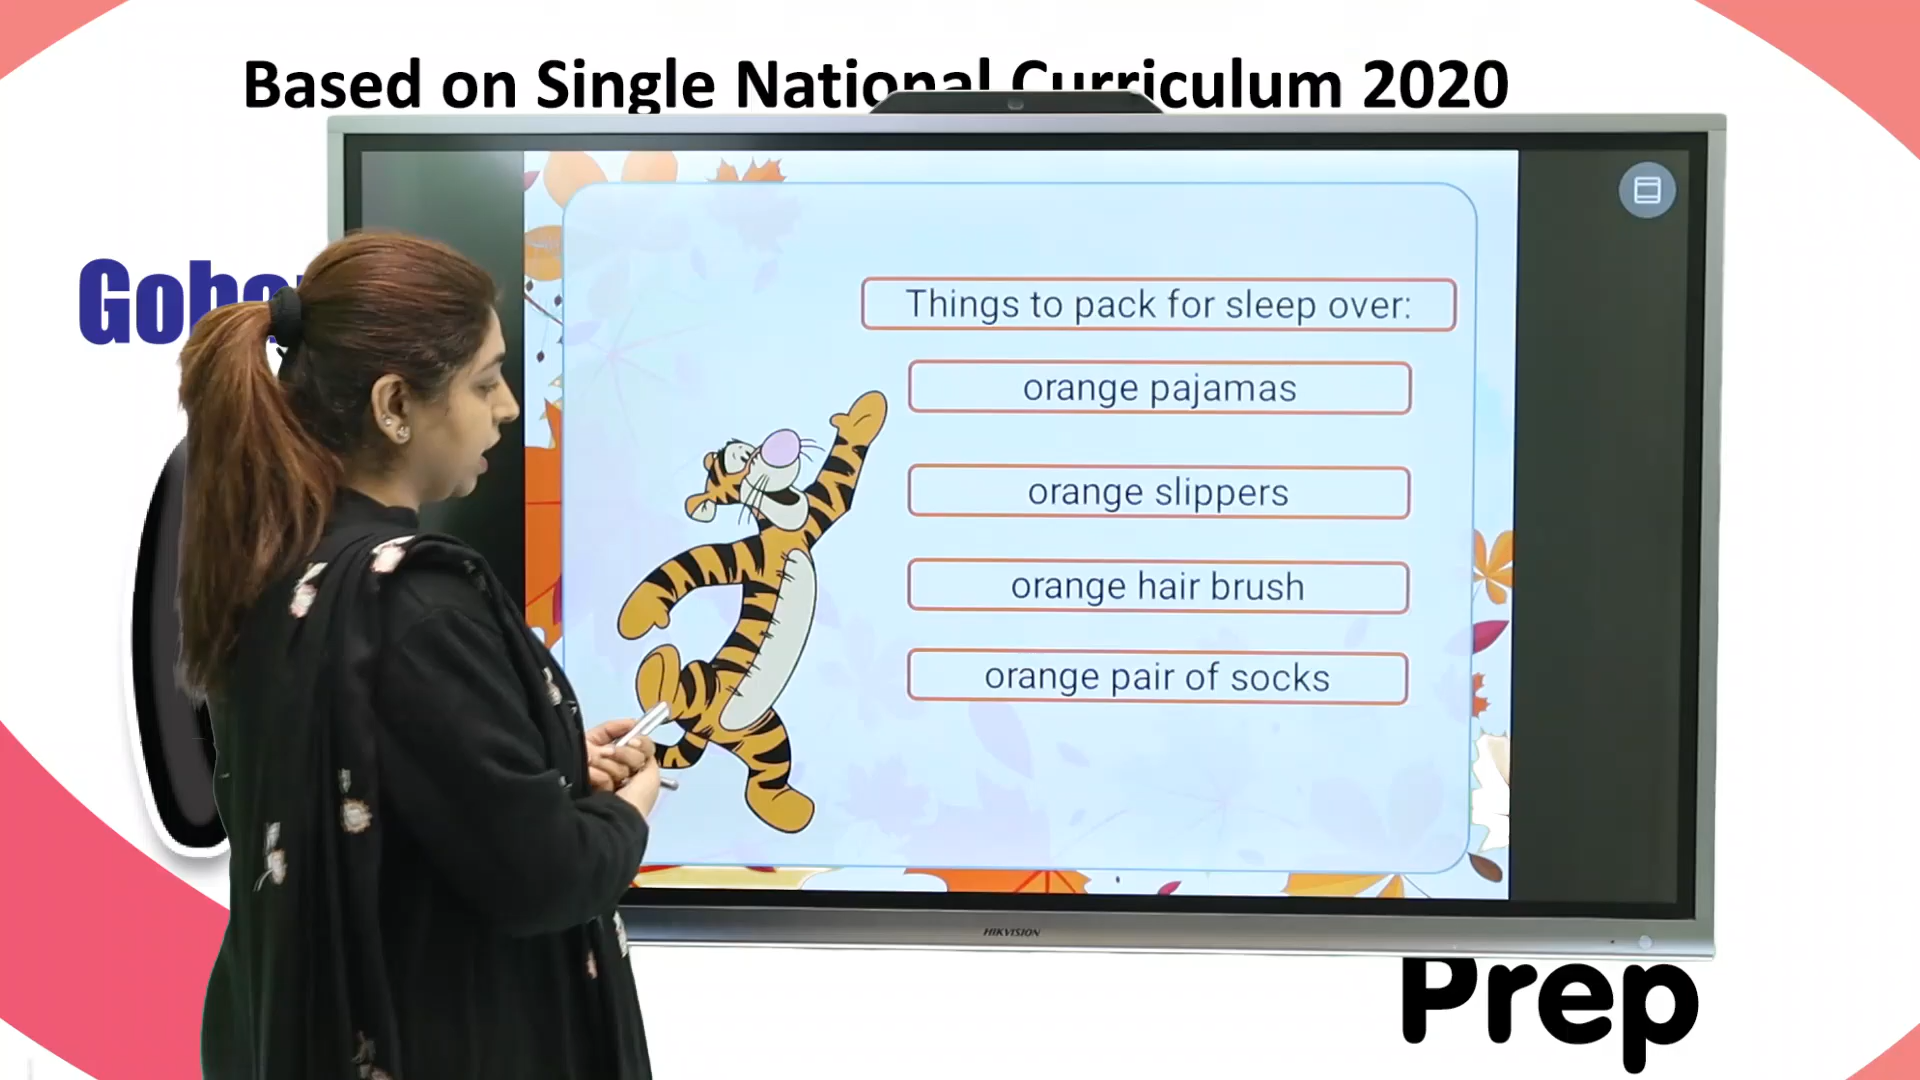 Based on Single National Curriculum 2020
Things to pack for sleep over:
orange pajamas
orange slippers
orange hair brush
orange pair of socks
HIKVISION
Prep